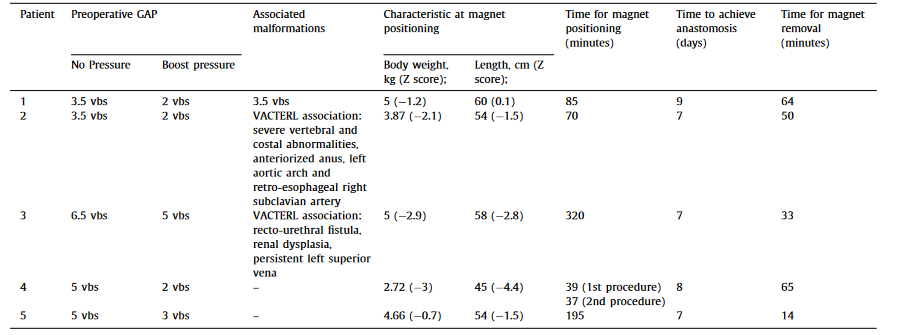 Patient Preoperative GAP Associated malformations Characteristic at magnet positioning Time for magnet positioning (minutes) Time to achieve anastomosis (days) Time for magnet removal (minutes)
No Pressure Boost pressure Body weight, kg (Z score); Length, cm (Z score);
1 3.5 vbs 2 vbs 3.5 vbs 5 (−1.2) 60 (0.1) 85 9 64
2 3.5 vbs 2 vbs VACTERL association: 3.87 (−2.1) 54 (−1.5) 70 7 50
severe vertebral and
costal abnormalities,
anteriorized anus, left
aortic arch and
retro-esophageal right
subclavian artery
3 6.5 vbs 5 vbs VACTERL association: 5 (−2.9) 58 (−2.8) 320 7 33
recto-urethral fistula,
renal dysplasia,
persistent left superior
vena
4 5 vbs 2 vbs – 2.72 (−3) 45 (−4.4) 39 (1st procedure) 8 65
37 (2nd procedure)
5 5 vbs 3 vbs – 4.66 (−0.7) 54 (−1.5) 195 7 14